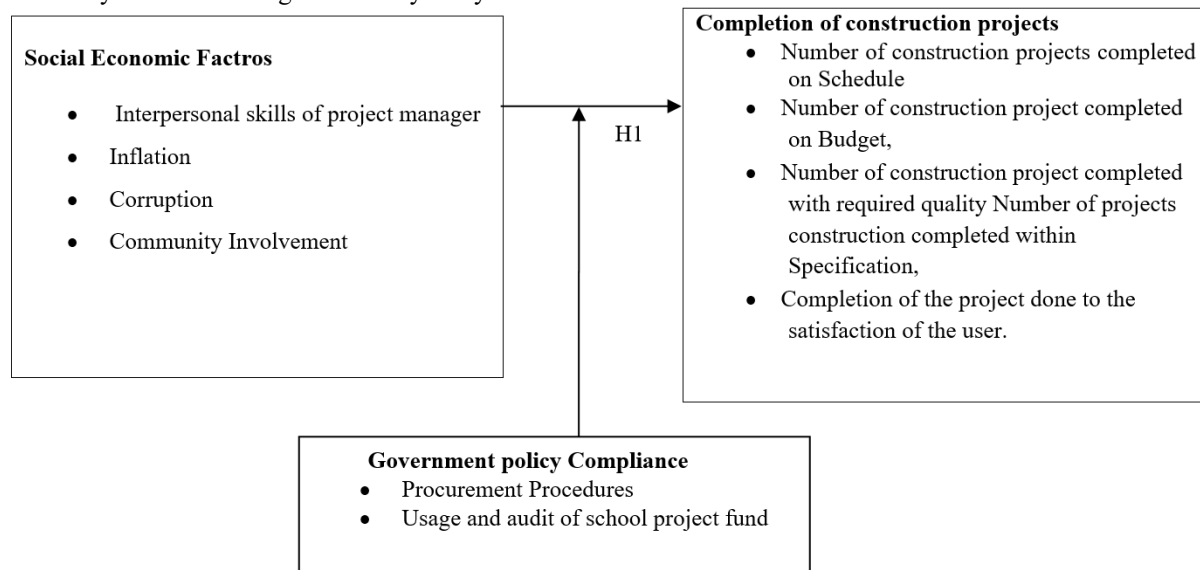 Social Economic Factros
Interpersonal skills of project manager
Inflation
Corruption
Community Involvement
H1
Completion of construction projects
Number of construction projects completed
on Schedule
Number of construction project completed
on Budget,
Number of construction project completed
with required quality Number of projects
construction completed within
Specification,
Completion of the project done to the
satisfaction of the user.
Government policy Compliance
Procurement Procedures
Usage and audit of school project fund